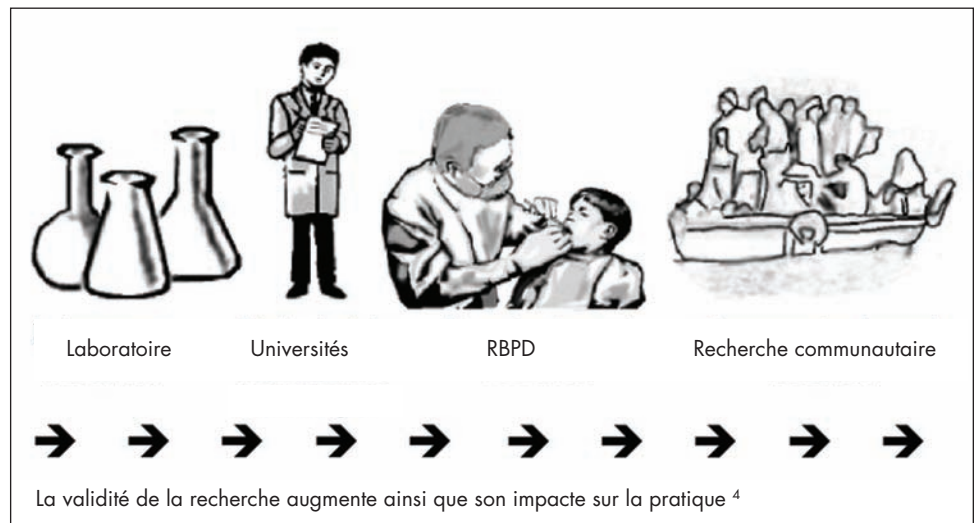 Laboratoire Universités RBPD Recherche communautaire
La validité de la recherche augmente ainsi que son impacte sur la pratique 4